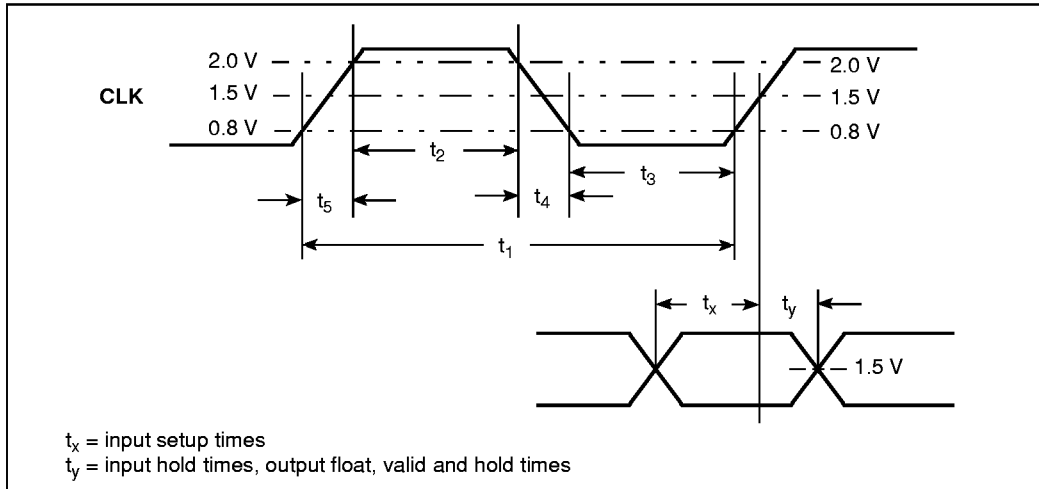 2.0 V
2.0 V
CLK
1.5 V
1.5 V
0.8 V
0.8 V
t2
t3
t5
t4
t1
tx
ty
1.5 V
tx = input setup times
ty = input hold times, output float, valid and hold times